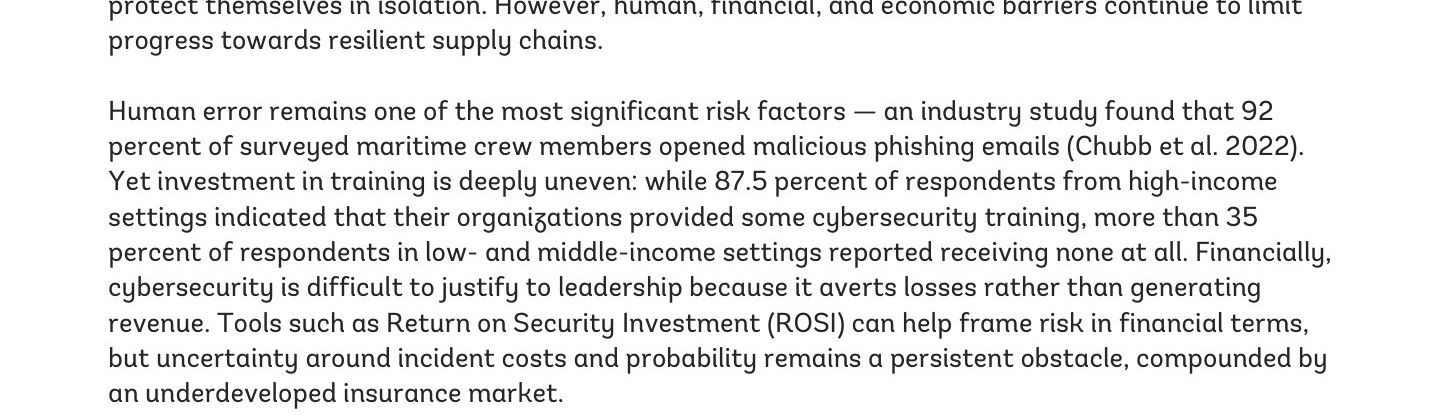 protect themselves in isolation. However, human, financial, and economic barriers continue to limit
progress towards resilient supply chains.
Human error remains one of the most significant risk factors — an industry study found that 92
percent of surveyed maritime crew members opened malicious phishing emails (Chubb et al. 2022).
Yet investment in training is deeply uneven: while 87.5 percent of respondents from high-income
settings indicated that their organizations provided some cybersecurity training, more than 35
percent of respondents in low- and middle-income settings reported receiving none at all. Financially,
cybersecurity is difficult to justify to leadership because it averts losses rather than generating
revenue. Tools such as Return on Security Investment (ROSI) can help frame risk in financial terms,
but uncertainty around incident costs and probability remains a persistent obstacle, compounded by
an underdeveloped insurance market.